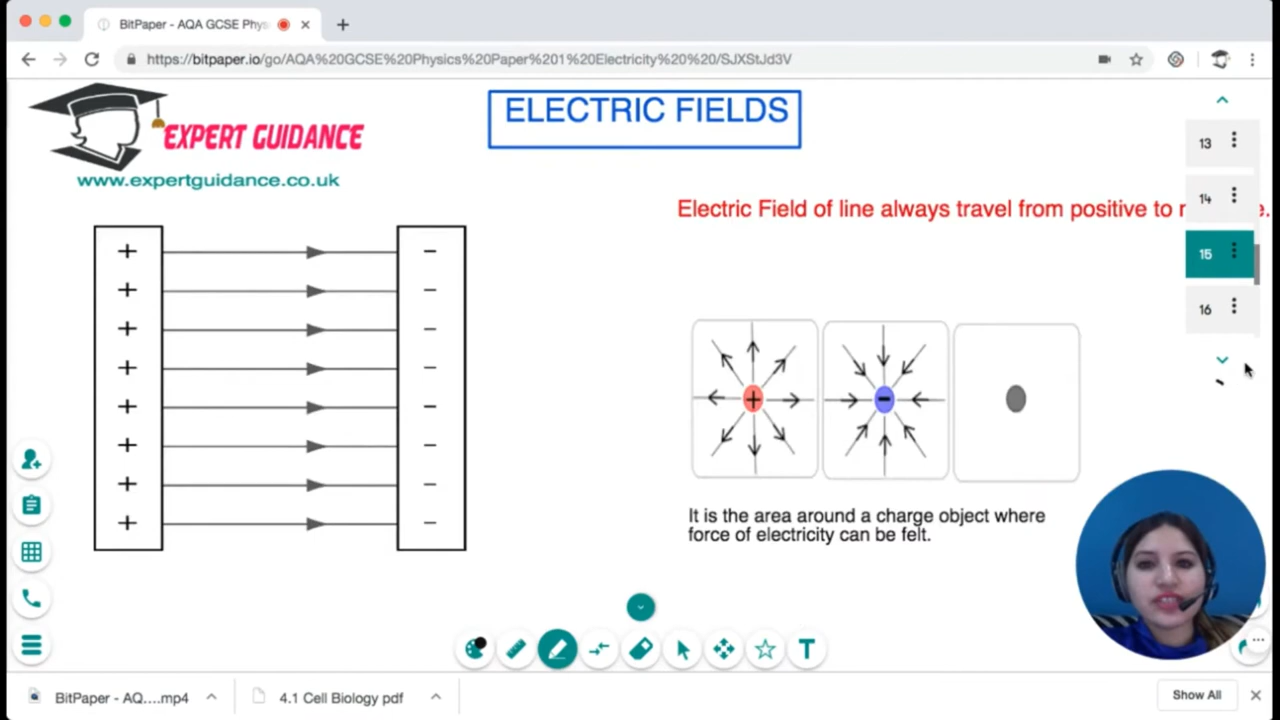 BitPaper - AQA GCSE Phys
https://bitpaper.io/go/AQA%20GCSE%20Physics%20Paper%201%20Electricity%20%20/SJXStJd3V
EXPERT GUIDANCE
www.expertguidance.co.uk
ELECTRIC FIELDS
Electric Field of line always travel from positive to
13
14
15
16
+ −
+ −
+ −
+ −
+ −
+ −
+ −
+ −
+ −
It is the area around a charge object where
force of electricity can be felt.
T
BitPaper - AQ....mp4
4.1 Cell Biology pdf
Show All